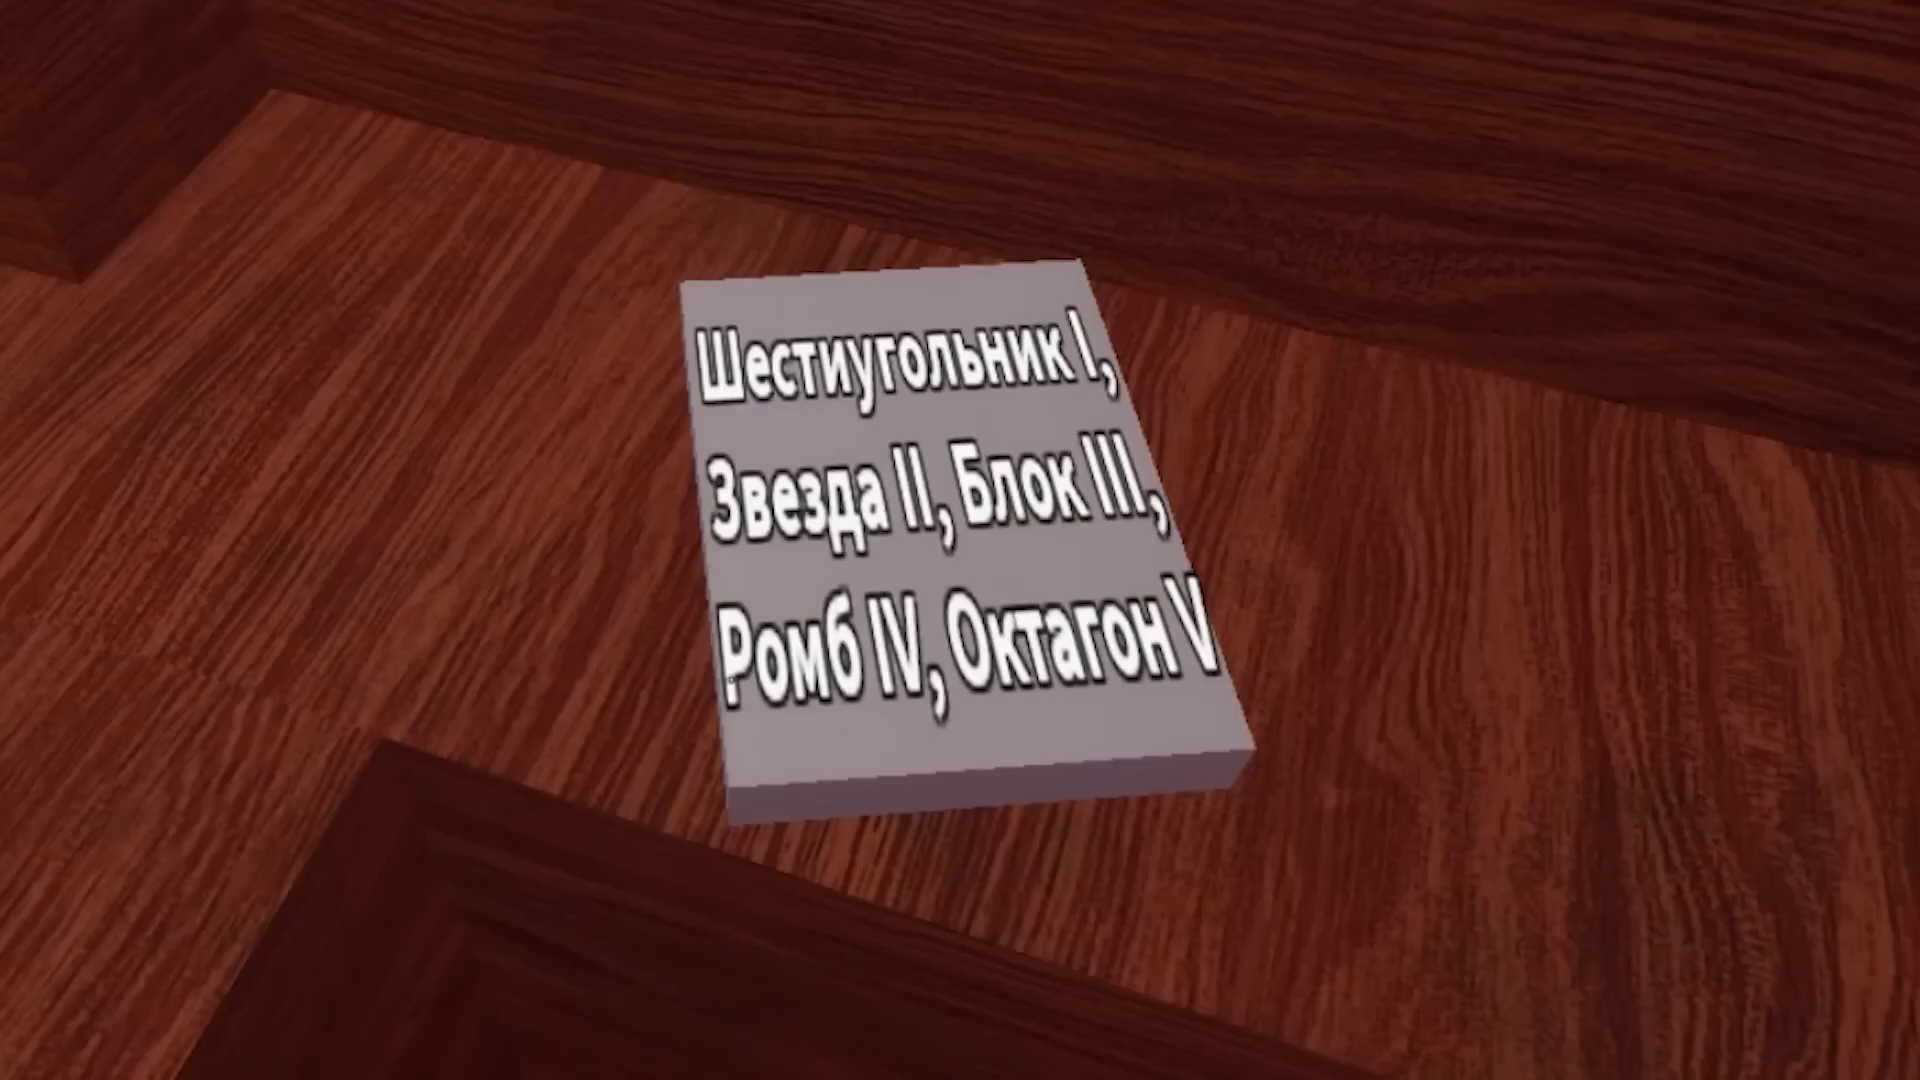 Шестиугольник I,
Звезда II, Блок III,
Ромб IV, Октагон V